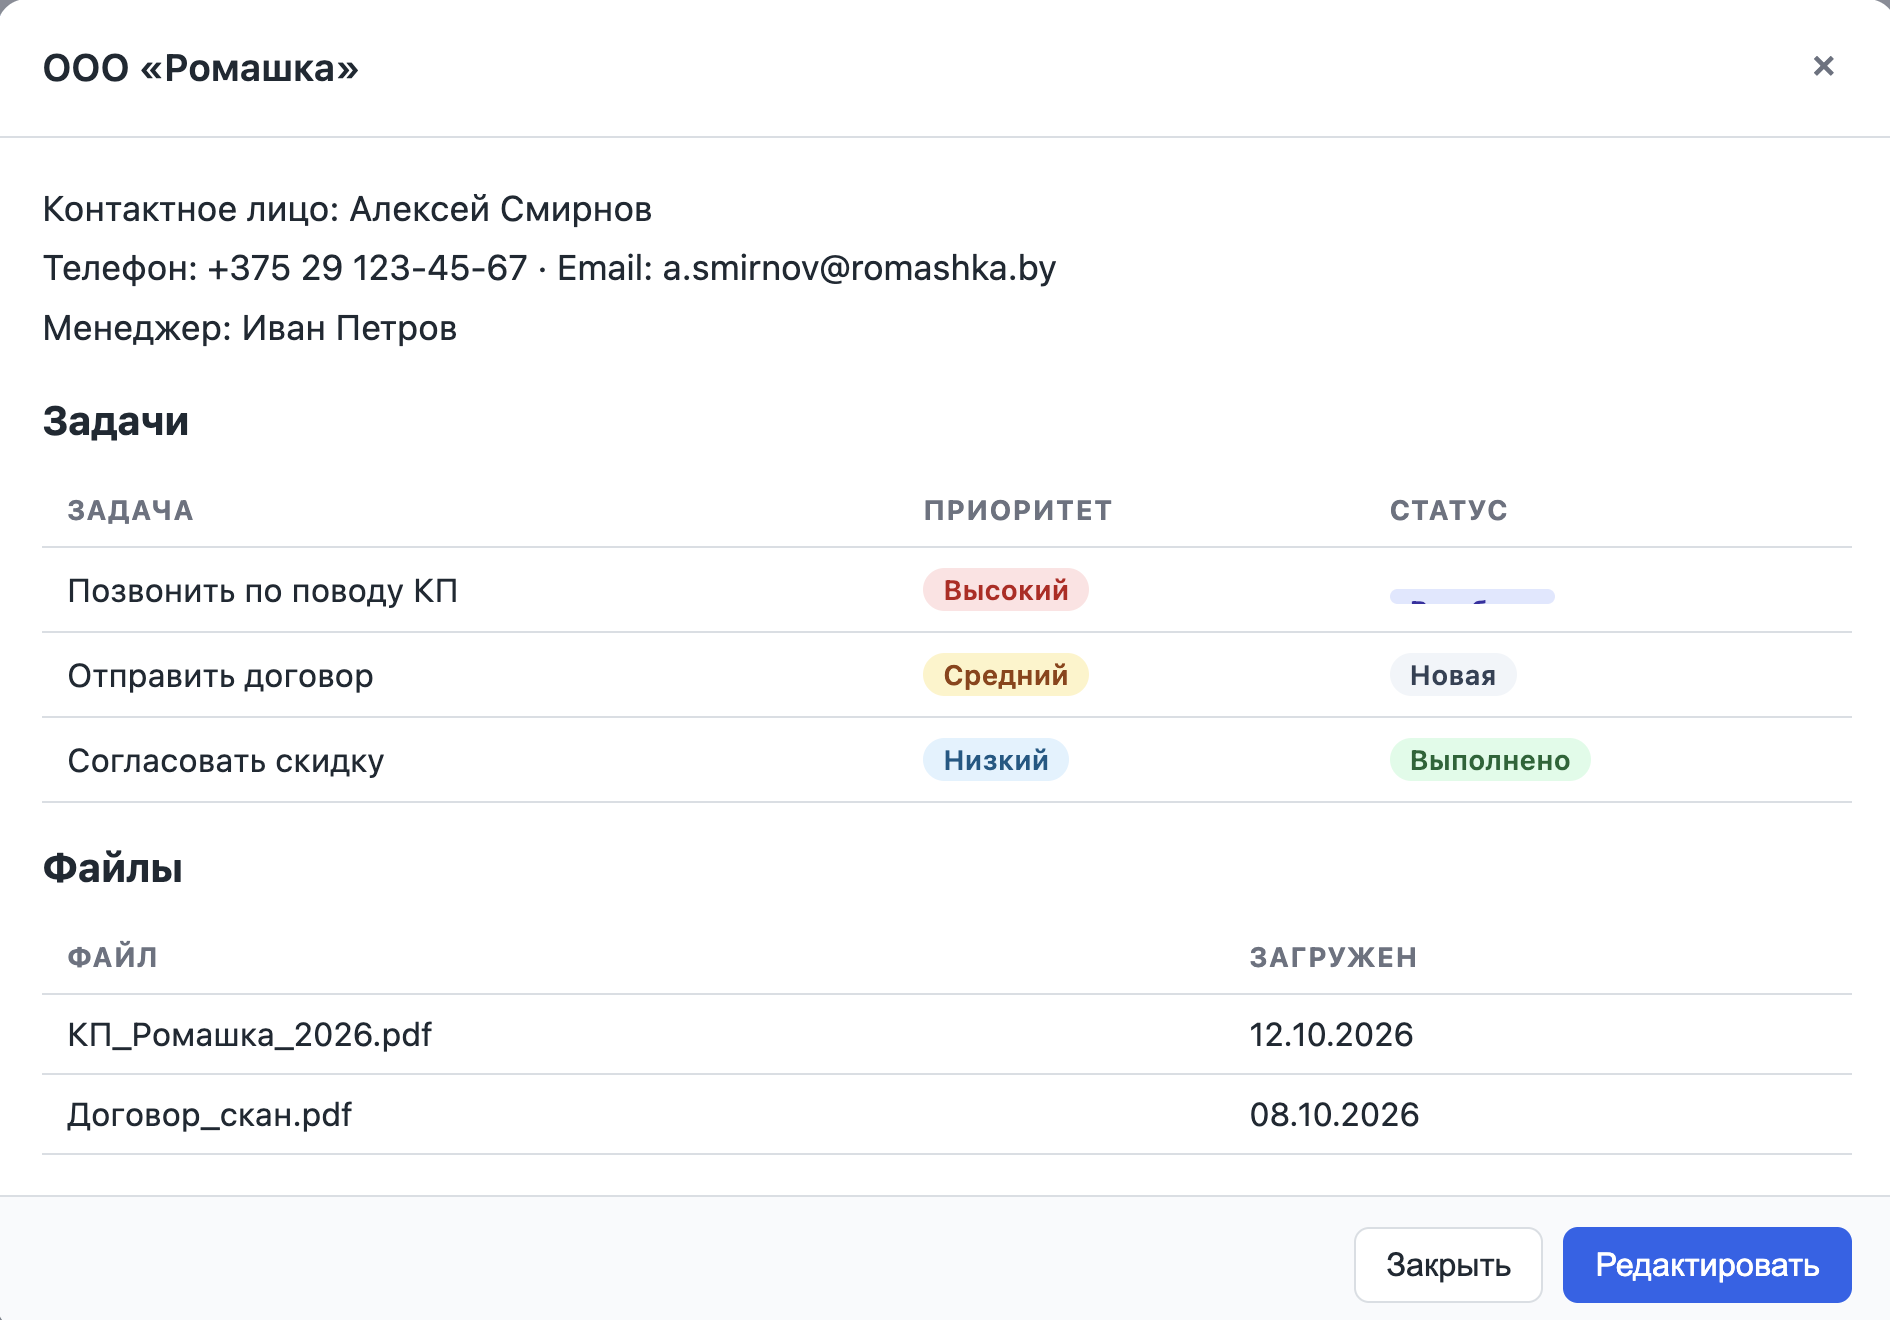 ООО «Ромашка»
×
Контактное лицо: Алексей Смирнов
Телефон: +375 29 123-45-67 · Email: a.smirnov@romashka.by
Менеджер: Иван Петров
Задачи
ЗАДАЧА ПРИОРИТЕТ СТАТУС
Позвонить по поводу КП Высокий
Отправить договор Средний Новая
Согласовать скидку Низкий Выполнено
Файлы
ФАЙЛ ЗАГРУЖЕН
КП_Ромашка_2026.pdf 12.10.2026
Договор_скан.pdf 08.10.2026
Закрыть Редактировать